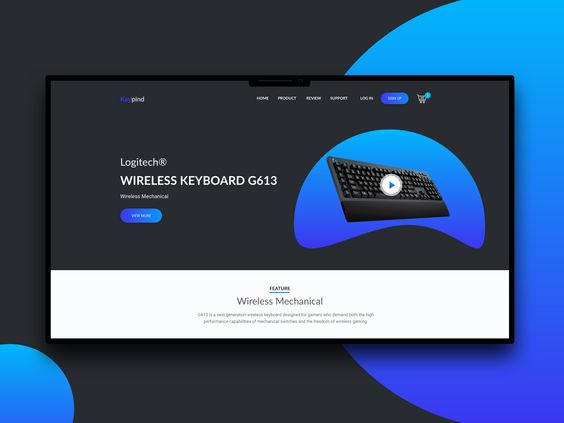 Keypind
HOME PRODUCT REVIEW SUPPORT LOG IN SIGN UP
Logitech®
WIRELESS KEYBOARD G613
Wireless Mechanical
VIEW MORE
FEATURE
Wireless Mechanical
G613 is a next generation wireless keyboard designed for gamers who demand both the high
performance capabilities of mechanical switches and the freedom of wireless gaming.